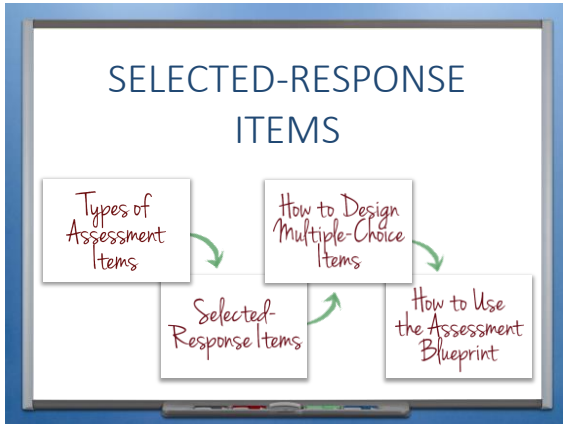 SELECTED-RESPONSE
ITEMS
Types of
Assessment
Items
Selected-
Response Items
How to Design
Multiple-Choice
Items
How to Use
the Assessment
Blueprint